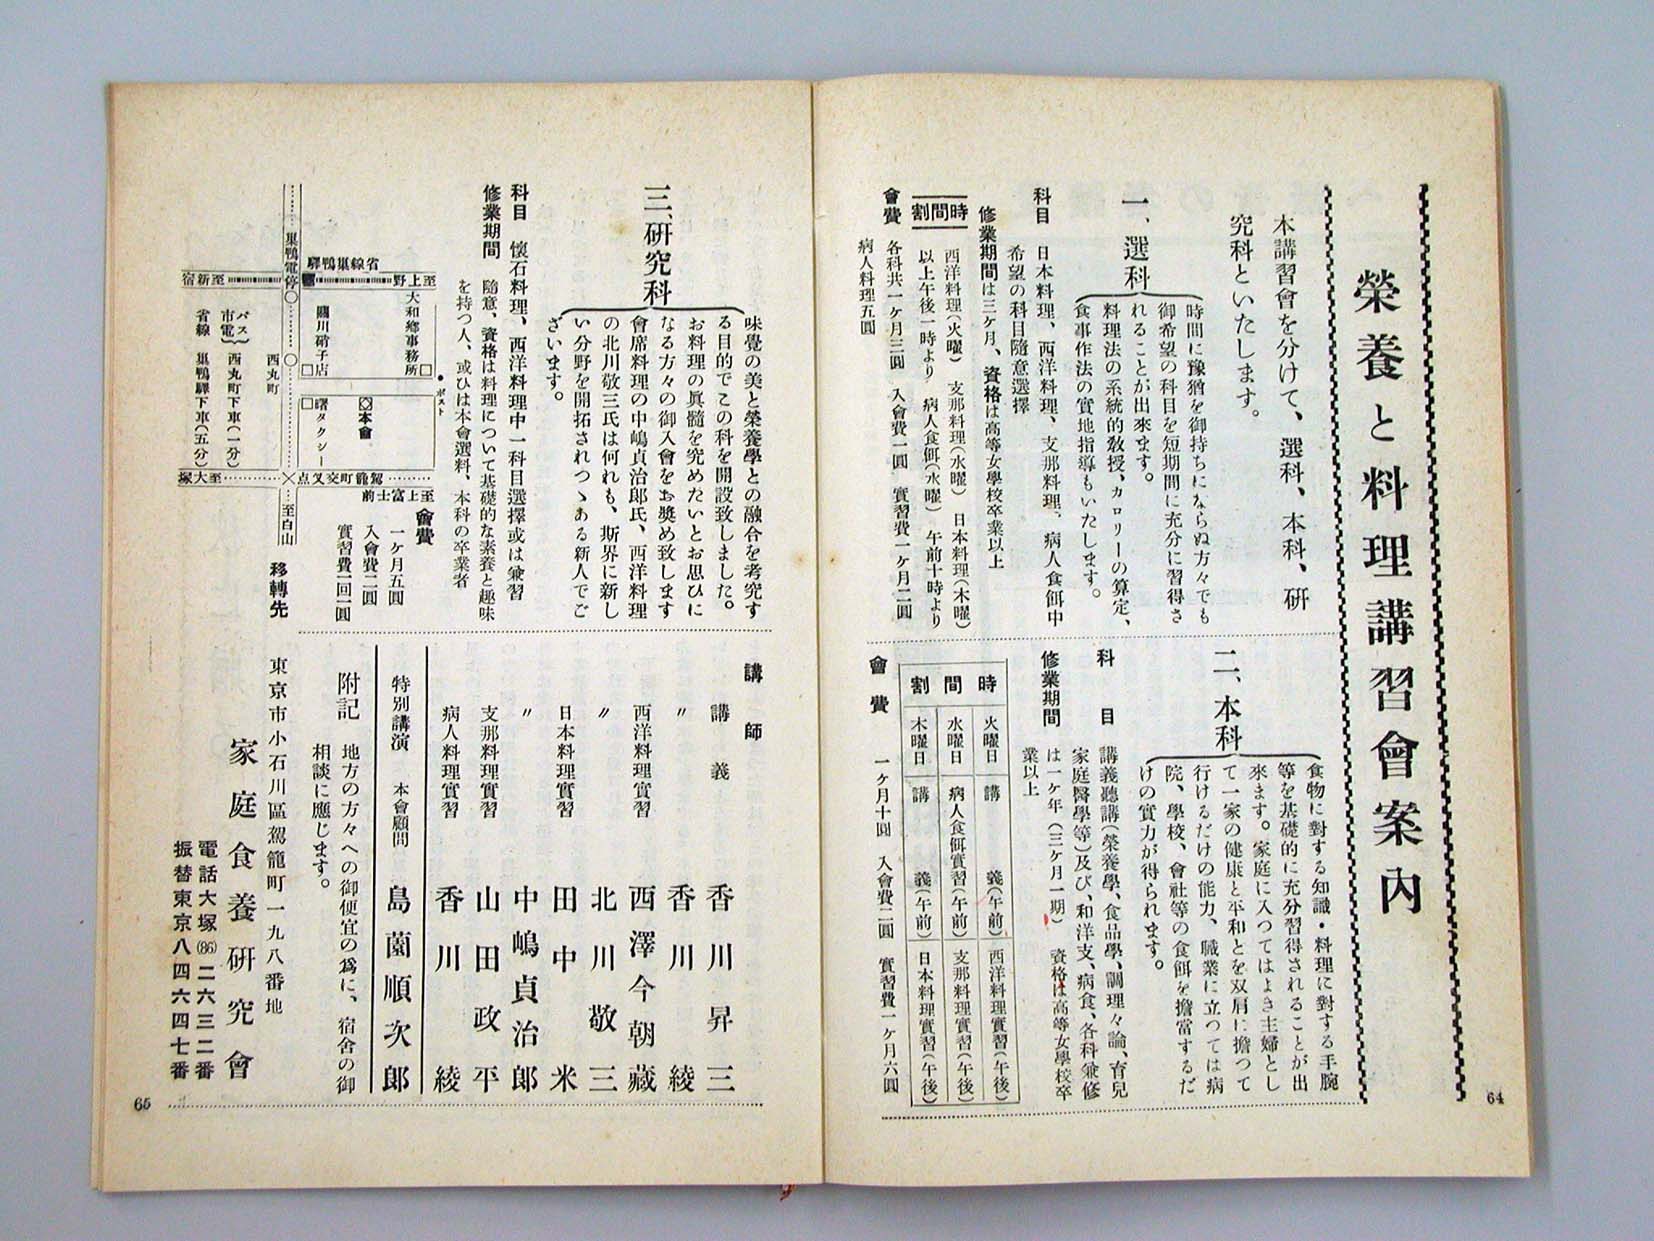 榮養と料理講習會案内
本講習會を分けて、選科、本科、研
究科といたします。
一、選科
時間に豫猶を御持ちにならぬ方々でも
御希望の科目を短期間に充分に習得さ
れることが出來ます。
料理法の系統的敎授、カロリーの算定、
食事作法の實地指導もいたします。
科目 日本料理、西洋料理、支那料理、病人食餌中
希望の科目隨意選擇
修業期間は三ヶ月、資格は高等女學校卒業以上
時間割
西洋料理(火曜) 支那料理(水曜) 日本料理(木曜)
以上午後一時より 病人食餌(水曜) 午前十時より
會費 各科共一ヶ月三圓 入會費一圓 實習費一ヶ月二圓
病人料理五圓
二、本科
食物に對する知識・料理に對する手腕
等を基礎的に充分習得されることが出
來ます。家庭に入つてはよき主婦とし
て一家の健康と平和とを双肩に擔つて
行けるだけの能力、職業に立つては病
院、學校、會社等の食餌を擔當するだ
けの實力が得られます。
科目 講義聽講(榮養學、食品學、調理々論、育兒
家庭醫學等)及び、和洋支、病食、各科兼修
修業期間 は一ヶ年(三ヶ月一期) 資格は高等女學校卒
業以上
時間割
火曜日 講義(午前) 西洋料理實習(午後)
水曜日 病人食餌實習(午前) 支那料理實習(午後)
木曜日 講義(午前) 日本料理實習(午後)
會費 一ヶ月十圓 入會費二圓 實習費一ヶ月六圓
64
三、研究科
味覺の美と榮養學との融合を考究す
る目的でこの科を開設致しました。
お料理の眞髓を究めたいとお思ひに
なる方々の御入會をお奬め致します
會席料理の中嶋貞治郎氏、西洋料理
の北川敬三氏は何れも、斯界に新し
い分野を開拓されつゝある新人でご
ざいます。
科目 懷石料理、西洋料理中一科目選擇或は兼習
修業期間 隨意、資格は料理について基礎的な素養と趣味
を持つ人、或ひは本會選科、本科の卒業者
會費
一ヶ月五圓
入會費二圓
實習費一回一圓
至上野
省線巢鴨驛
至新宿
巢鴨電停
大和鄕事務所
關川硝子店
ポスト
本會
曙タクシー
西丸町
至上富士前
駕籠町交叉点
至大塚
至白山
バス
市電
西丸町下車(一分)
省線 巢鴨驛下車(五分)
講師
講義 香川昇三
〃 香川綾
西洋料理實習 西澤今朝藏
〃 北川敬三
日本料理實習 田中米
〃 中嶋貞治郎
支那料理實習 山田政平
病人料理實習 香川綾
特別講演 本會顧問 島薗順次郎
附記 地方の方々への御便宜の爲に、宿舎の御
相談に應じます。
移轉先
東京市小石川區駕籠町一九八番地
家庭食養研究會
電話大塚(86)二六三二番
振替東京八四六四七番
65